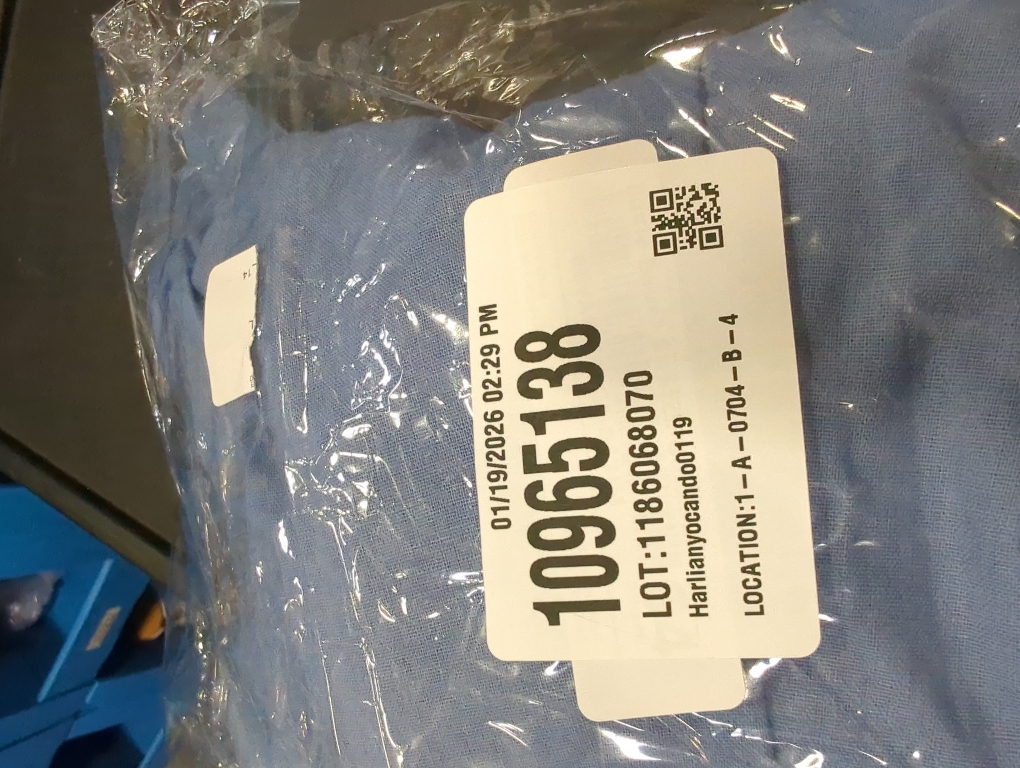 01/19/2026 02:29 PM
10965138
LOT:1186068070
Harlianyocando0119
LOCATION:1-A-0704-B-4